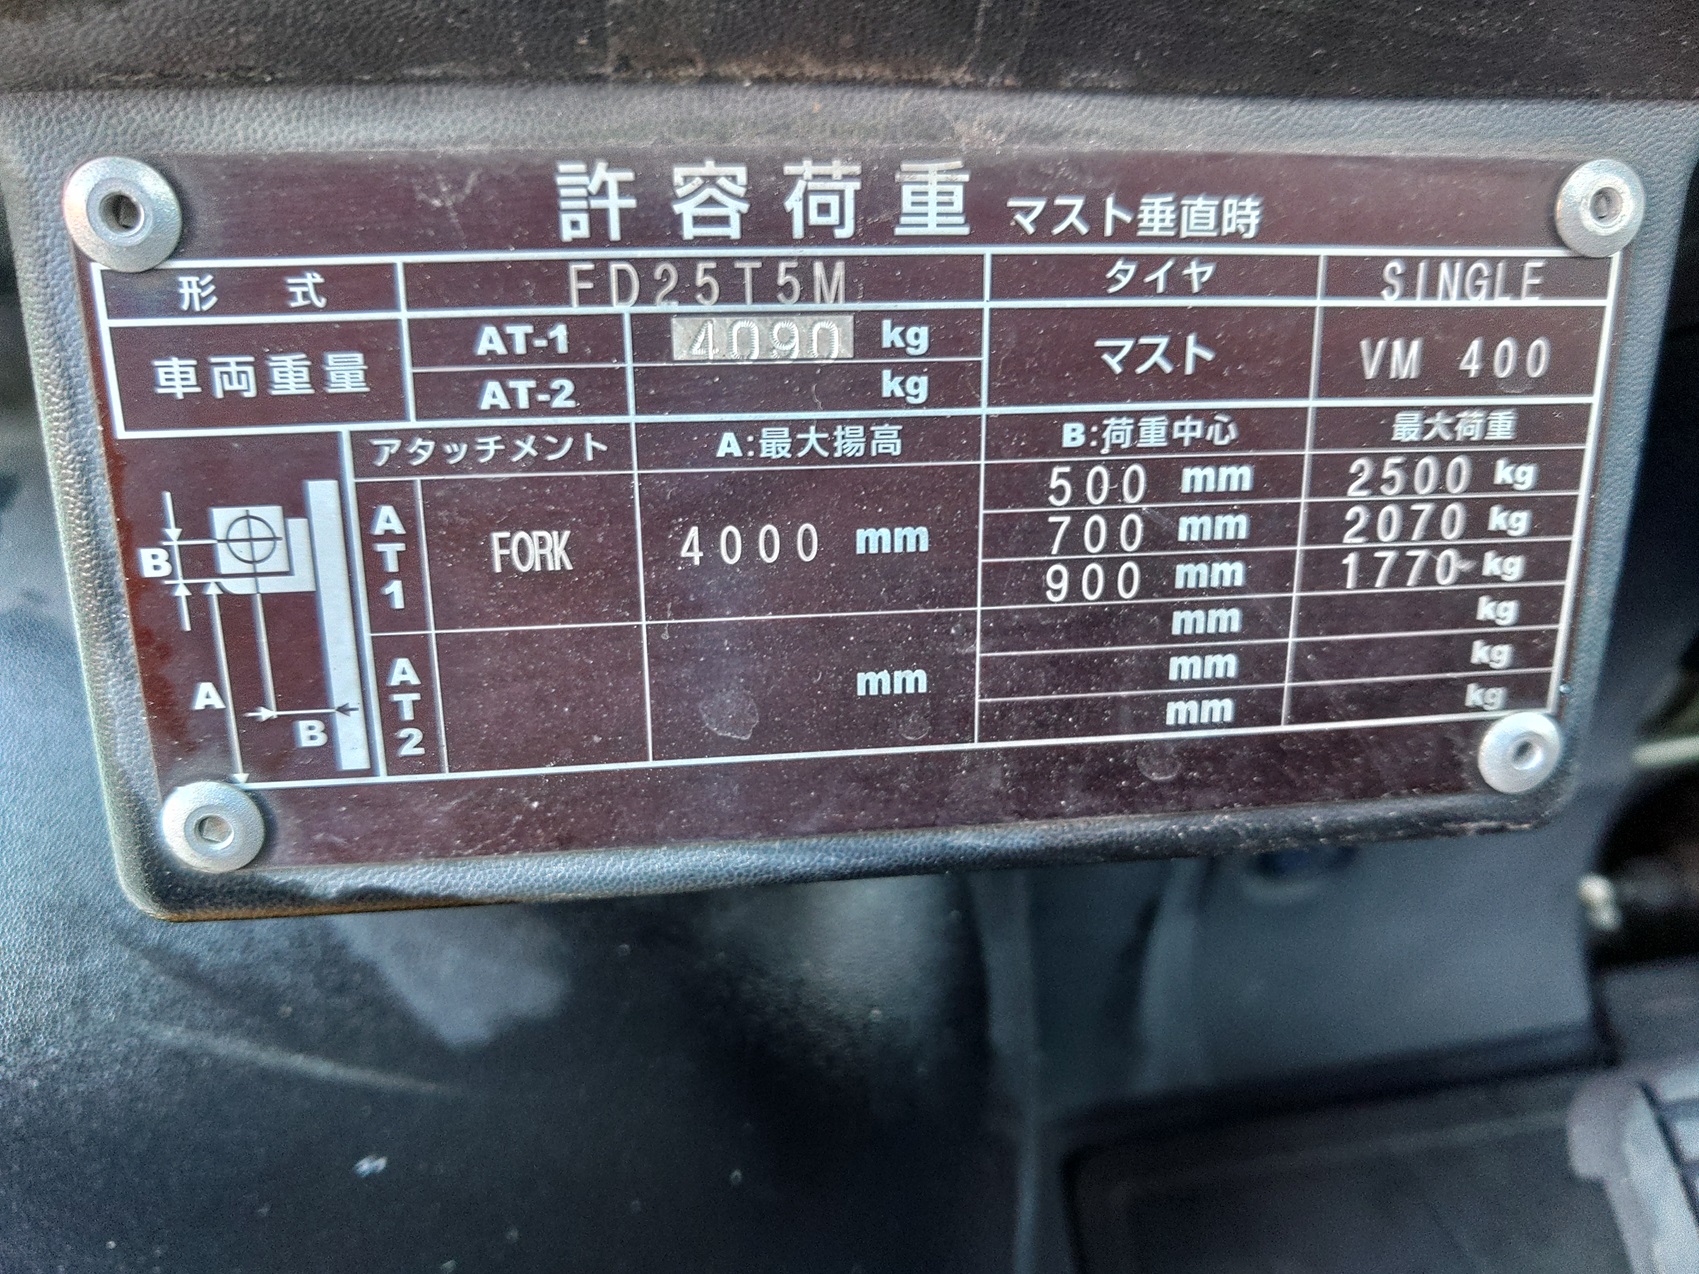 許容荷重 マスト垂直時
形式 FD25T5M タイヤ SINGLE
車両重量 AT-1 4090 kg マスト VM 400
AT-2 kg
アタッチメント A:最大揚高 B:荷重中心 最大荷重
AT1 FORK 4000 mm 500 mm 2500 kg
700 mm 2070 kg
900 mm 1770 kg
mm kg
AT2 mm mm kg
mm kg
B
A
B